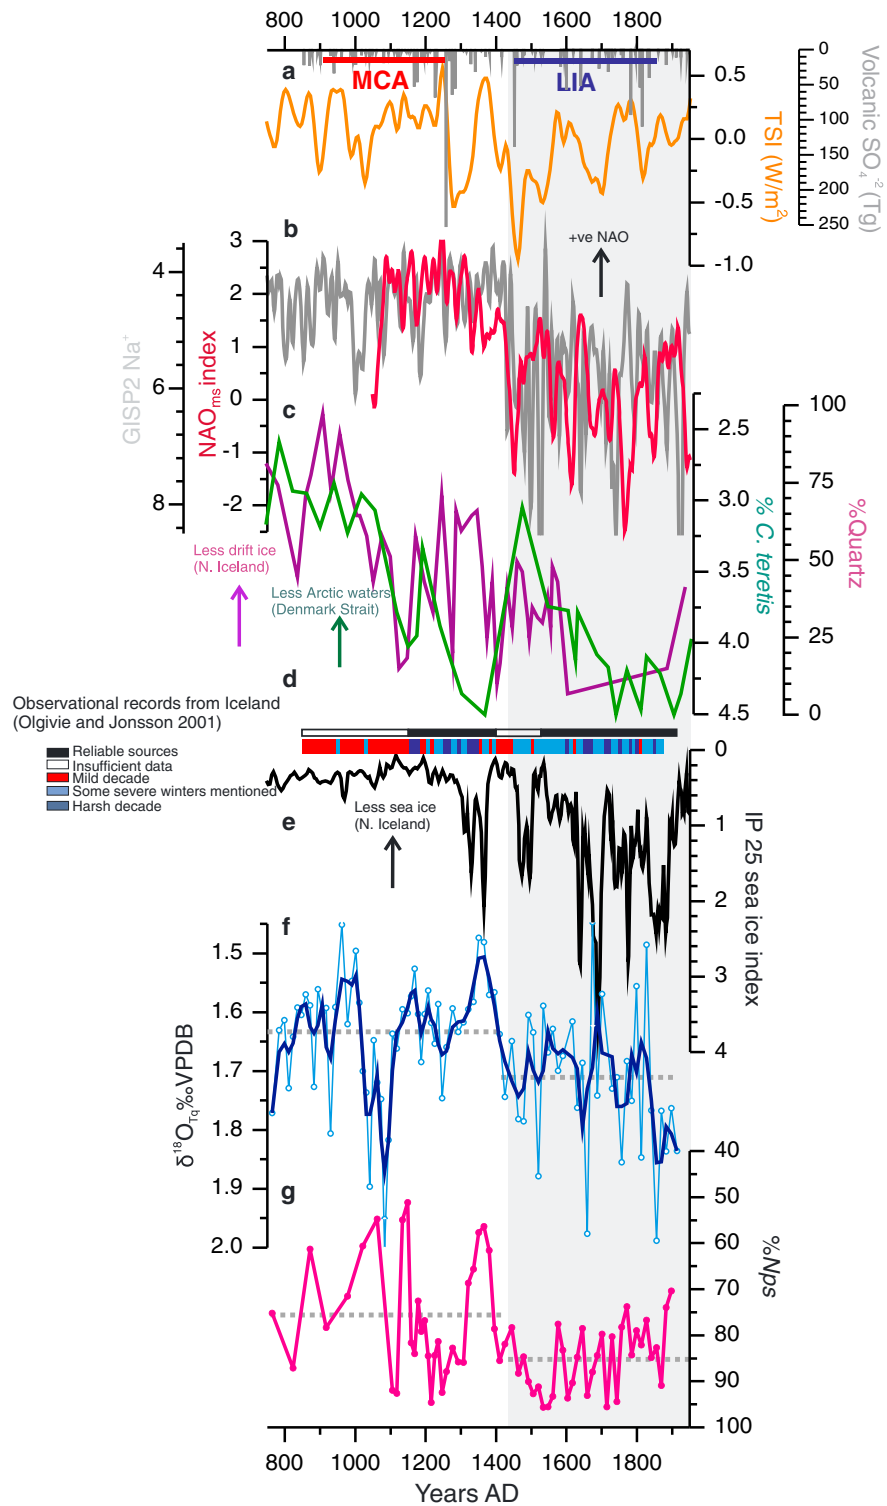 800 1000 1200 1400 1600 1800
a
MCA
LIA
0.5
0.0
-0.5
-1.0
TSI (W/m²)
0
50
100
150
200
250
Volcanic SO₄⁻² (Tg)
b
+ve NAO
3
2
1
0
-1
-2
NAOms index
4
6
8
GISP2 Na⁺
c
2.5
3.0
3.5
4.0
4.5
% C. teretis
100
75
50
25
0
%Quartz
Less drift ice
(N. Iceland)
Less Arctic waters
(Denmark Strait)
d
Observational records from Iceland
(Olgivie and Jonsson 2001)
Reliable sources
Insufficient data
Mild decade
Some severe winters mentioned
Harsh decade
e
Less sea ice
(N. Iceland)
0
1
2
3
4
IP 25 sea ice index
f
1.5
1.6
1.7
1.8
1.9
2.0
δ¹⁸OTq‰VPDB
g
40
50
60
70
80
90
100
%Nps
800 1000 1200 1400 1600 1800
Years AD